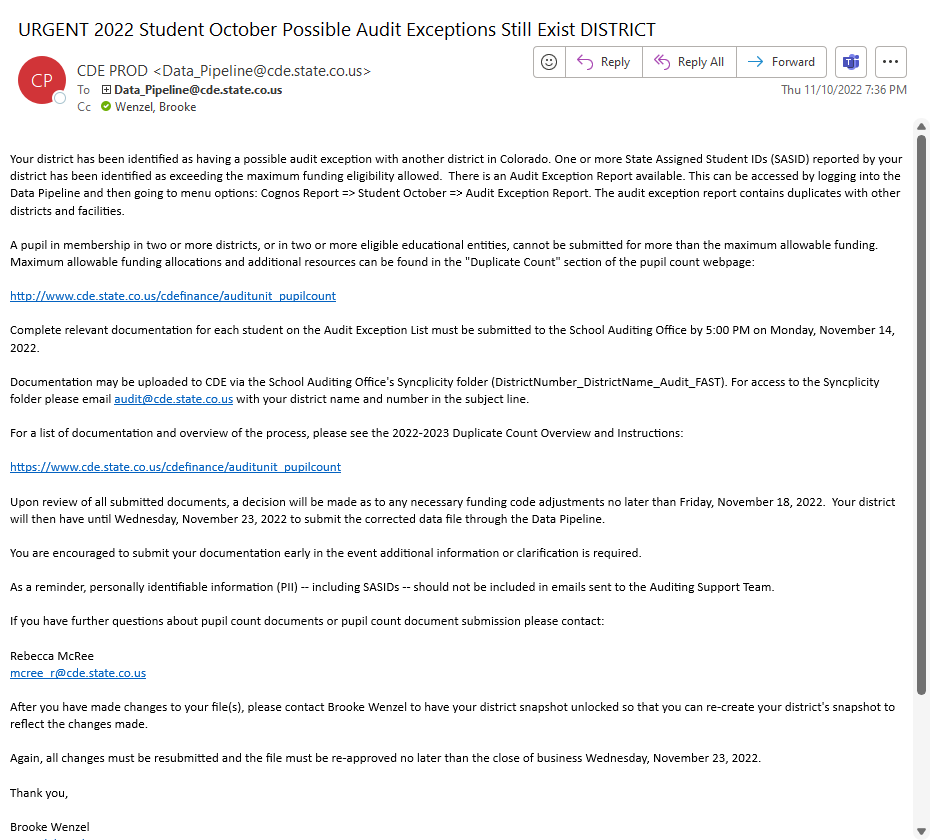 URGENT 2022 Student October Possible Audit Exceptions Still Exist DISTRICT
CP
CDE PROD <Data_Pipeline@cde.state.co.us>
Reply
Reply All
Forward
To Data_Pipeline@cde.state.co.us
Thu 11/10/2022 7:36 PM
Cc Wenzel, Brooke
Your district has been identified as having a possible audit exception with another district in Colorado. One or more State Assigned Student IDs (SASID) reported by your
district has been identified as exceeding the maximum funding eligibility allowed.  There is an Audit Exception Report available. This can be accessed by logging into the
Data Pipeline and then going to menu options: Cognos Report => Student October => Audit Exception Report. The audit exception report contains duplicates with other
districts and facilities.
A pupil in membership in two or more districts, or in two or more eligible educational entities, cannot be submitted for more than the maximum allowable funding.
Maximum allowable funding allocations and additional resources can be found in the "Duplicate Count" section of the pupil count webpage:
http://www.cde.state.co.us/cdefinance/auditunit_pupilcount
Complete relevant documentation for each student on the Audit Exception List must be submitted to the School Auditing Office by 5:00 PM on Monday, November 14,
2022.
Documentation may be uploaded to CDE via the School Auditing Office's Syncplicity folder (DistrictNumber_DistrictName_Audit_FAST). For access to the Syncplicity
folder please email audit@cde.state.co.us with your district name and number in the subject line.
For a list of documentation and overview of the process, please see the 2022-2023 Duplicate Count Overview and Instructions:
https://www.cde.state.co.us/cdefinance/auditunit_pupilcount
Upon review of all submitted documents, a decision will be made as to any necessary funding code adjustments no later than Friday, November 18, 2022.  Your district
will then have until Wednesday, November 23, 2022 to submit the corrected data file through the Data Pipeline.
You are encouraged to submit your documentation early in the event additional information or clarification is required.
As a reminder, personally identifiable information (PII) -- including SASIDs -- should not be included in emails sent to the Auditing Support Team.
If you have further questions about pupil count documents or pupil count document submission please contact:
Rebecca McRee
mcree_r@cde.state.co.us
After you have made changes to your file(s), please contact Brooke Wenzel to have your district snapshot unlocked so that you can re-create your district's snapshot to
reflect the changes made.
Again, all changes must be resubmitted and the file must be re-approved no later than the close of business Wednesday, November 23, 2022.
Thank you,
Brooke Wenzel